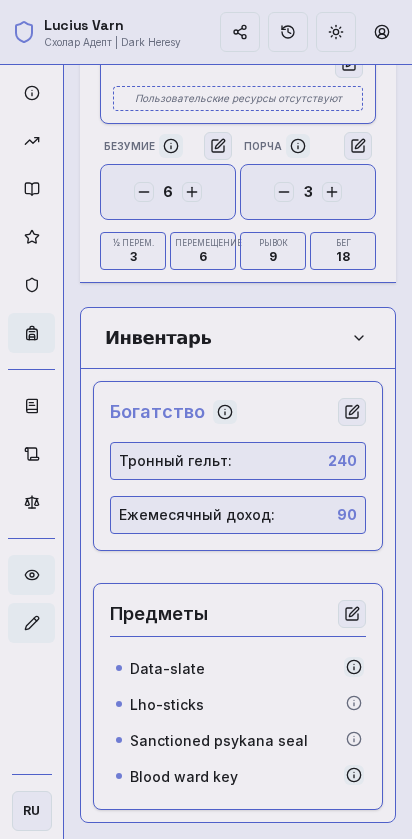 Lucius Varn
Схолар Адепт | Dark Heresy
Пользовательские ресурсы отсутствуют
БЕЗУМИЕ ПОРЧА
6 3
½ ПЕРЕМ. ПЕРЕМЕЩЕНИЕ РЫВОК БЕГ
3 6 9 18
Инвентарь
Богатство
Тронный гельт: 240
Ежемесячный доход: 90
Предметы
Data-slate
Lho-sticks
Sanctioned psykana seal
Blood ward key
RU